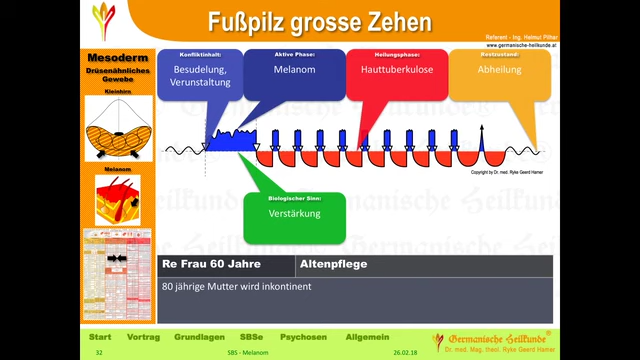 Fußpilz grosse Zehen
Referent - Ing. Helmut Pilhar
www.germanische-heilkunde.at
Mesoderm
Drüsenähnliches
Gewebe
Kleinhirn
Melanom
Konfliktinhalt:
Besudelung,
Verunstaltung
Aktive Phase:
Melanom
Heilungsphase:
Hauttuberkulose
Restzustand:
Abheilung
Copyright by Dr. med. Ryke Geerd Hamer
Biologischer Sinn:
Verstärkung
Re Frau 60 Jahre
Altenpflege
80 jährige Mutter wird inkontinent
Start Vortrag Grundlagen SBSe Psychosen Allgemein
32 SBS - Melanom 26.02.18
Germanische Heilkunde®
Dr. med. Mag. theol. Ryke Geerd Hamer